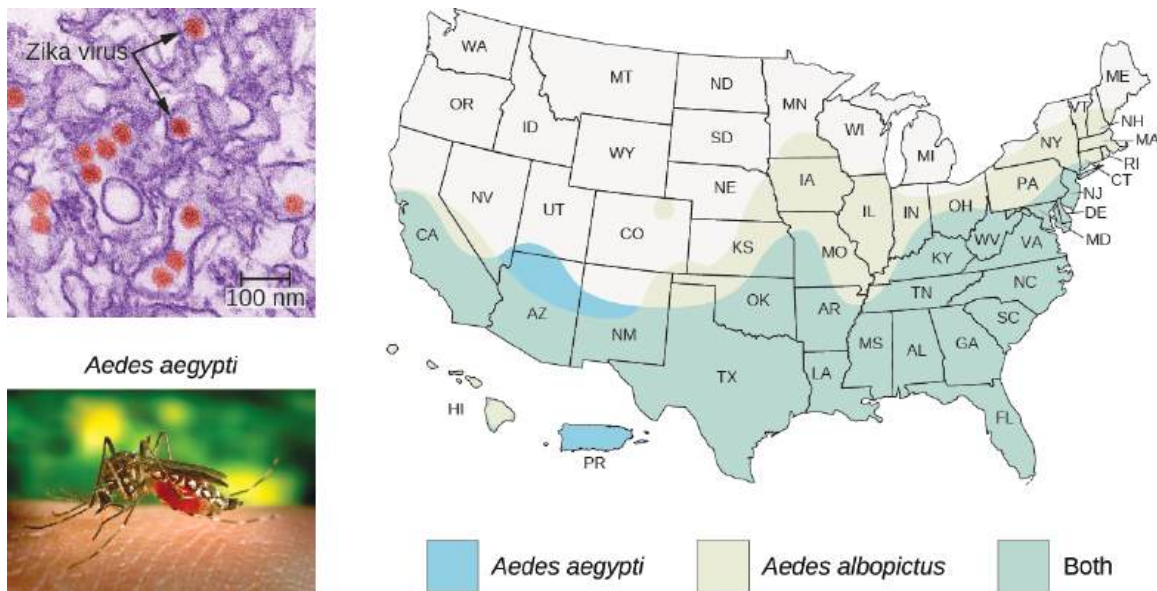 Zika virus
100 nm
Aedes aegypti
WA
MT
ND
MN
ME
VT
NH
OR
ID
SD
WI
MI
NY
MA
WY
RI
CT
NE
IA
PA
NV
UT
NJ
IL
IN
OH
DE
CO
CA
KS
MO
WV
VA
MD
KY
NC
TN
OK
AR
AZ
NM
SC
MS
AL
GA
TX
LA
HI
FL
PR
Aedes aegypti
Aedes albopictus
Both